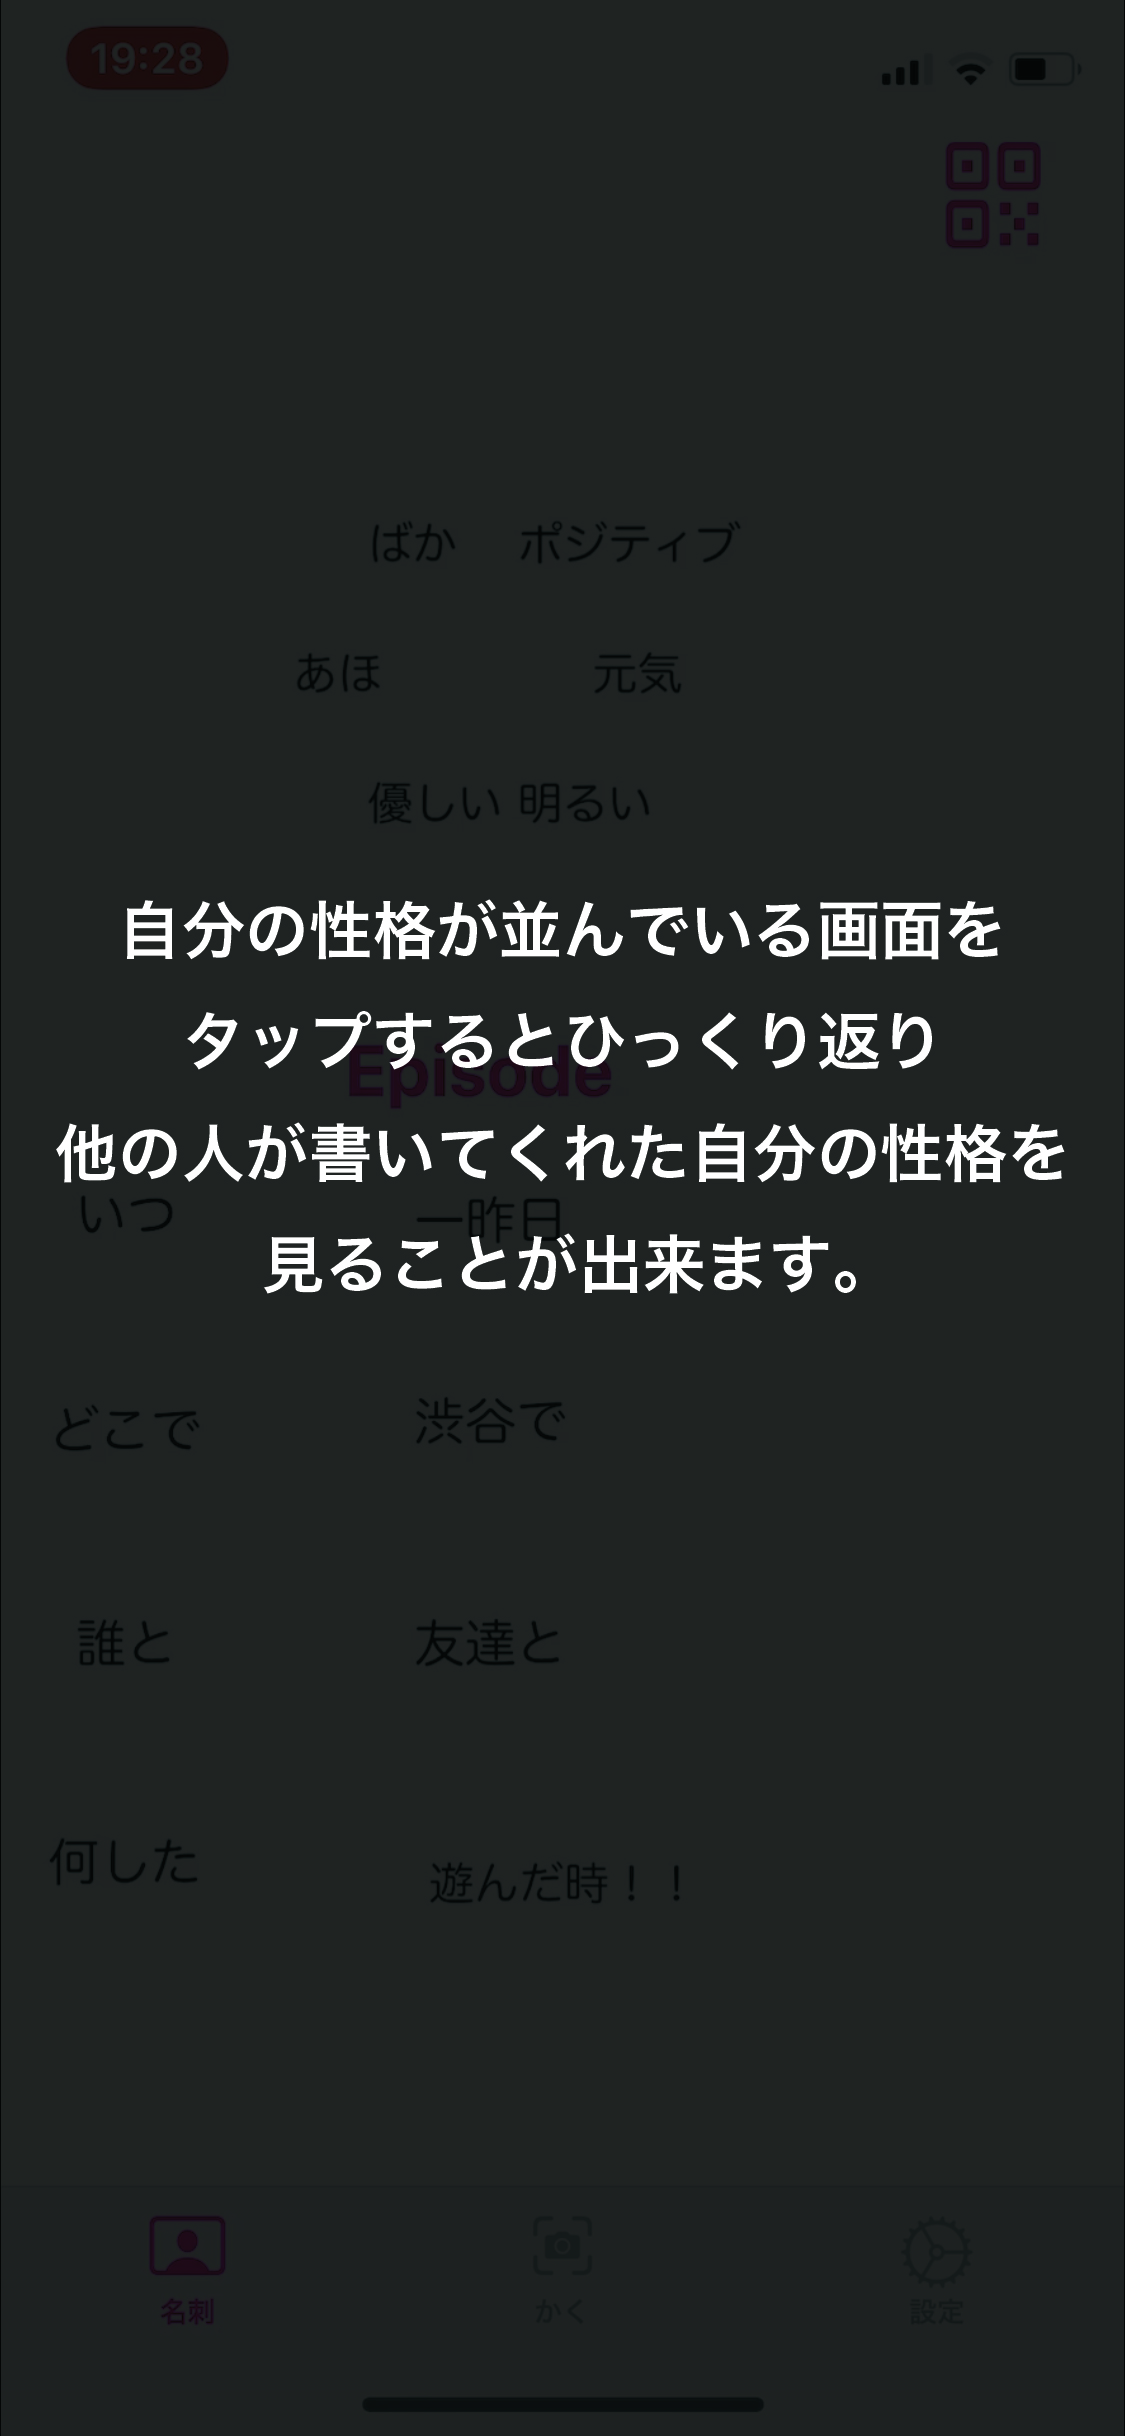 19:28
ばか ポジティブ
あほ 元気
優しい 明るい
自分の性格が並んでいる画面を
タップするとひっくり返り
Episode
他の人が書いてくれた自分の性格を
いつ 一昨日
見ることが出来ます。
どこで 渋谷で
誰と 友達と
何した 遊んだ時！！
名刺 かく 設定